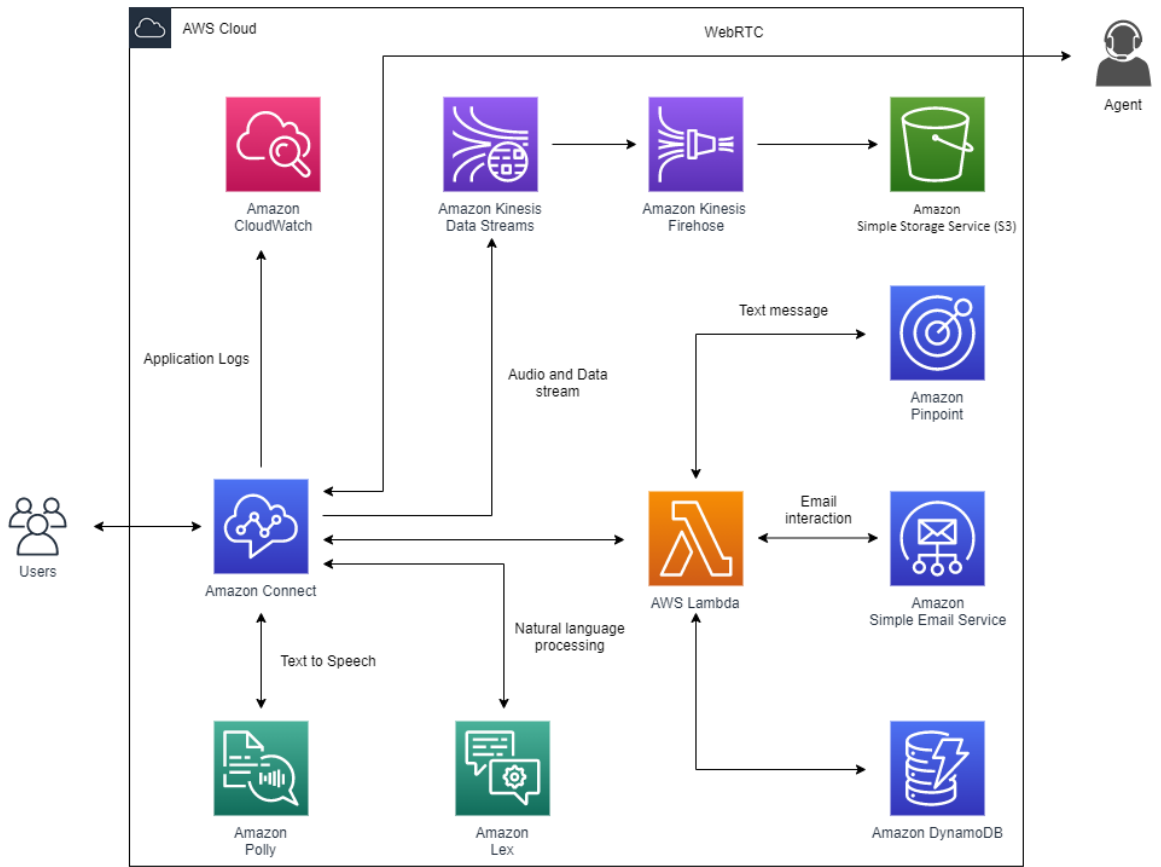 AWS Cloud
WebRTC
Agent
Amazon
CloudWatch
Amazon Kinesis
Data Streams
Amazon Kinesis
Firehose
Amazon
Simple Storage Service (S3)
Text message
Application Logs
Audio and Data
stream
Amazon
Pinpoint
Email
interaction
Users
Amazon Connect
AWS Lambda
Amazon
Simple Email Service
Natural language
processing
Text to Speech
Amazon
Polly
Amazon
Lex
Amazon DynamoDB